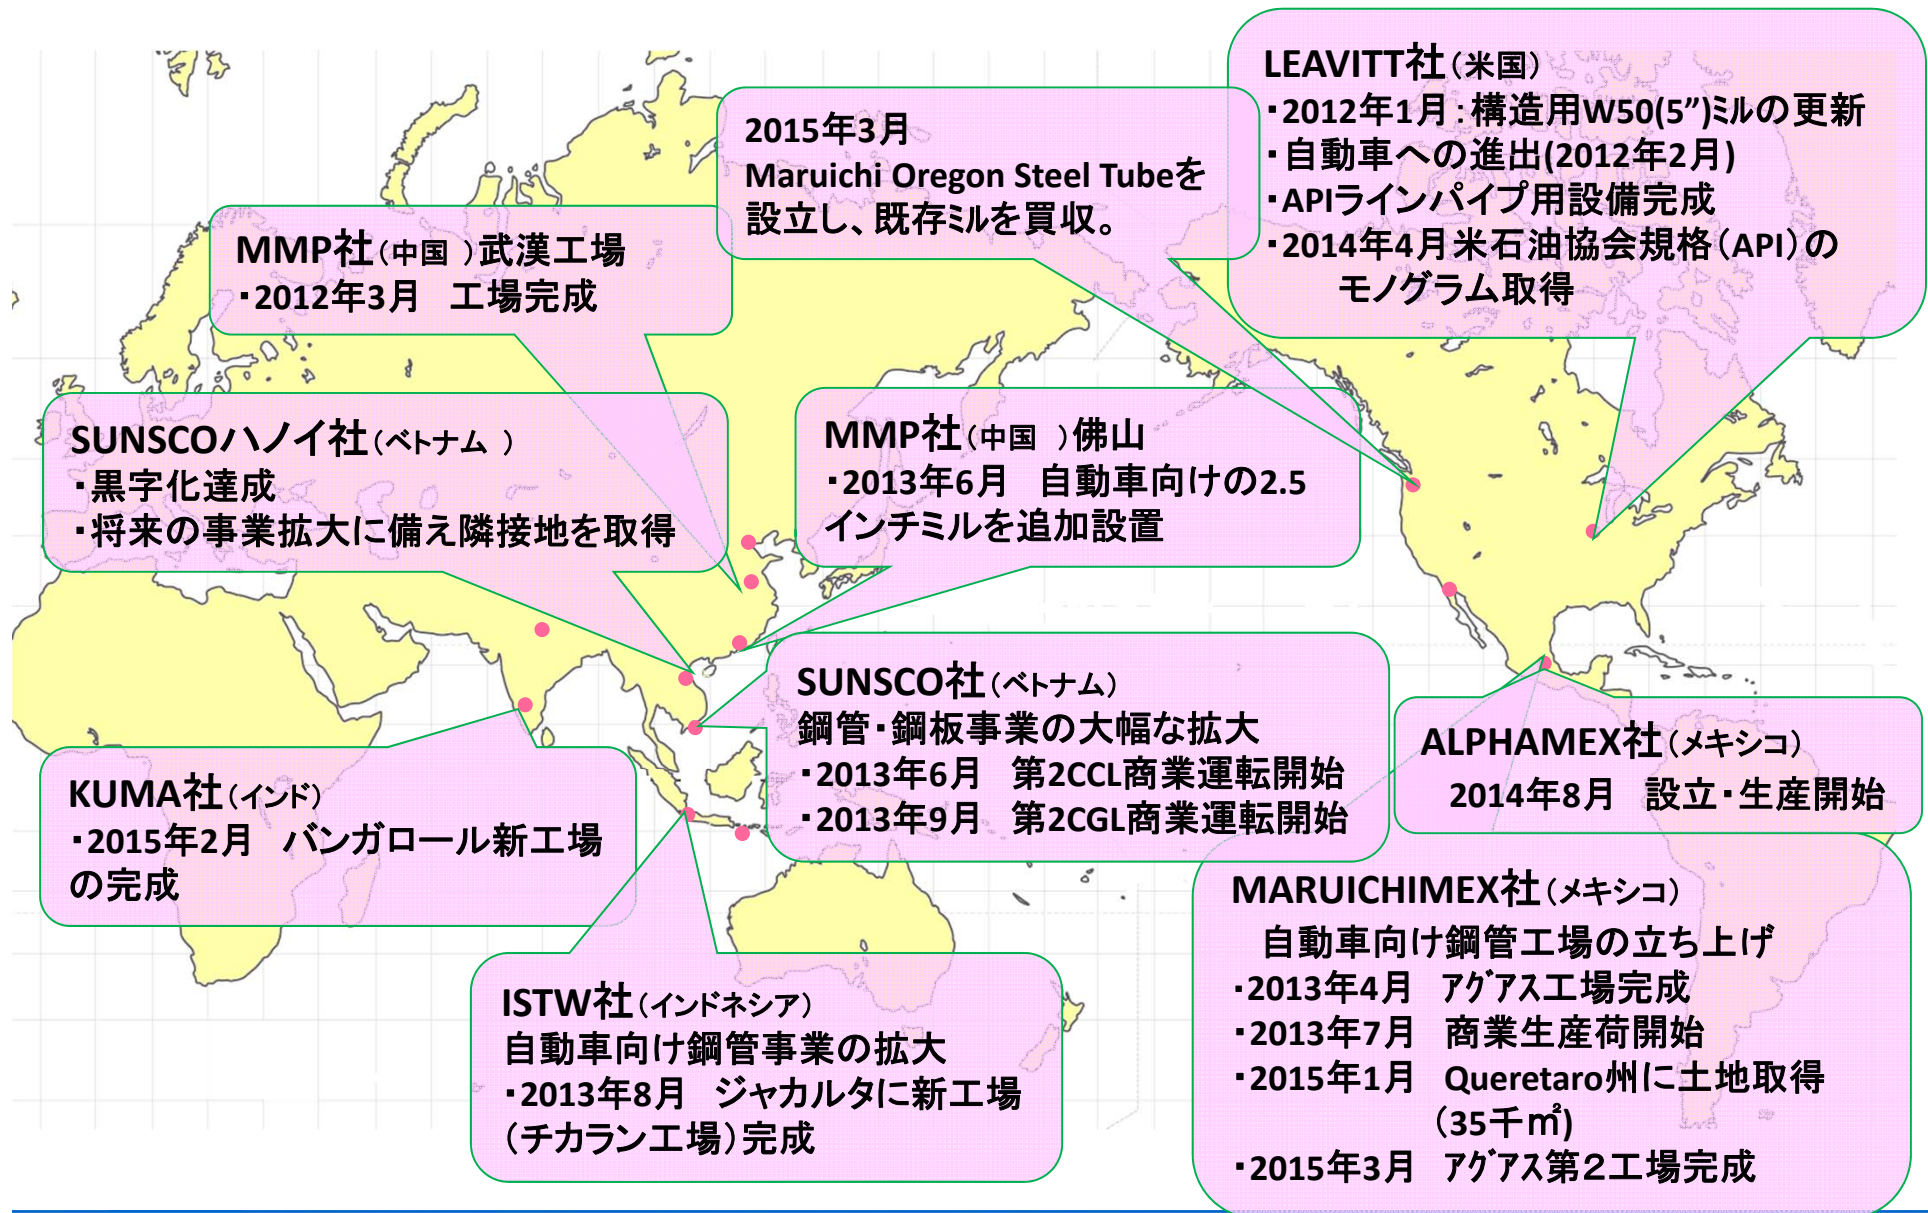 LEAVITT社（米国）
・2012年1月：構造用W50(5”)ﾐﾙの更新
・自動車への進出(2012年2月)
・APIラインパイプ用設備完成
・2014年4月米石油協会規格（API）の
モノグラム取得
2015年3月
Maruichi Oregon Steel Tubeを
設立し、既存ﾐﾙを買収。
MMP社（中国 ）武漢工場
・2012年3月　工場完成
SUNSCOハノイ社（ベトナム ）
・黒字化達成
・将来の事業拡大に備え隣接地を取得
MMP社（中国 ）佛山
・2013年6月　自動車向けの2.5
インチミルを追加設置
SUNSCO社（ベトナム）
鋼管・鋼板事業の大幅な拡大
・2013年6月　第2CCL商業運転開始
・2013年9月　第2CGL商業運転開始
ALPHAMEX社（メキシコ）
2014年8月　設立・生産開始
KUMA社（インド）
・2015年2月　バンガロール新工場
の完成
MARUICHIMEX社（メキシコ）
自動車向け鋼管工場の立ち上げ
・2013年4月　ｱｸﾞｱｽ工場完成
・2013年7月　商業生産荷開始
・2015年1月　Queretaro州に土地取得
（35千㎡)
・2015年3月　ｱｸﾞｱｽ第２工場完成
ISTW社（インドネシア）
自動車向け鋼管事業の拡大
・2013年8月　ジャカルタに新工場
（チカラン工場）完成